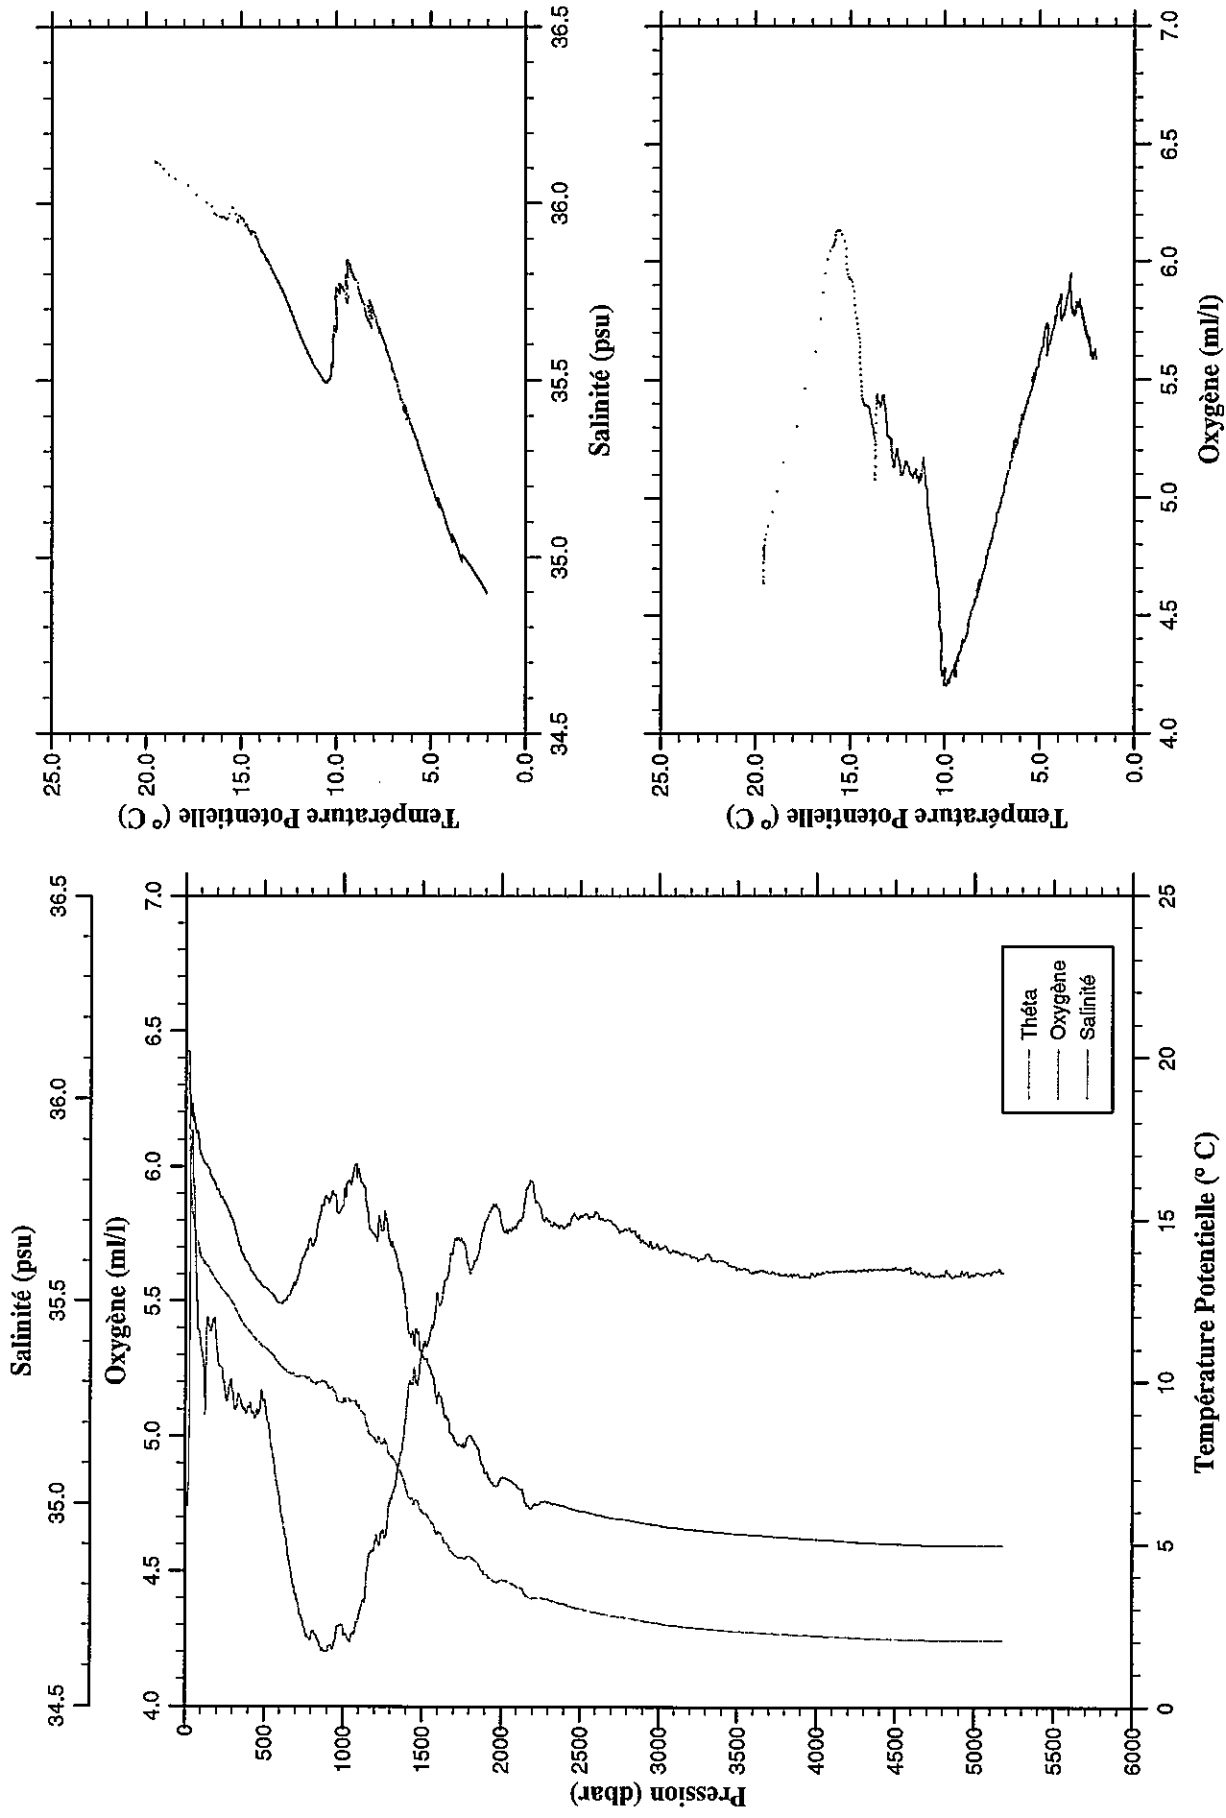 Salinité (psu)
34.5 35.0 35.5 36.0 36.5
Oxygène (ml/l)
4.0 4.5 5.0 5.5 6.0 6.5 7.0
Pression (dbar)
0
500
1000
1500
2000
2500
3000
3500
4000
4500
5000
5500
6000
Théta
Oxygène
Salinité
0 5 10 15 20 25
Température Potentielle (° C)
Température Potentielle (° C)
25.0
20.0
15.0
10.0
5.0
0.0
34.5 35.0 35.5 36.0 36.5
Salinité (psu)
Température Potentielle (° C)
25.0
20.0
15.0
10.0
5.0
0.0
4.0 4.5 5.0 5.5 6.0 6.5 7.0
Oxygène (ml/l)